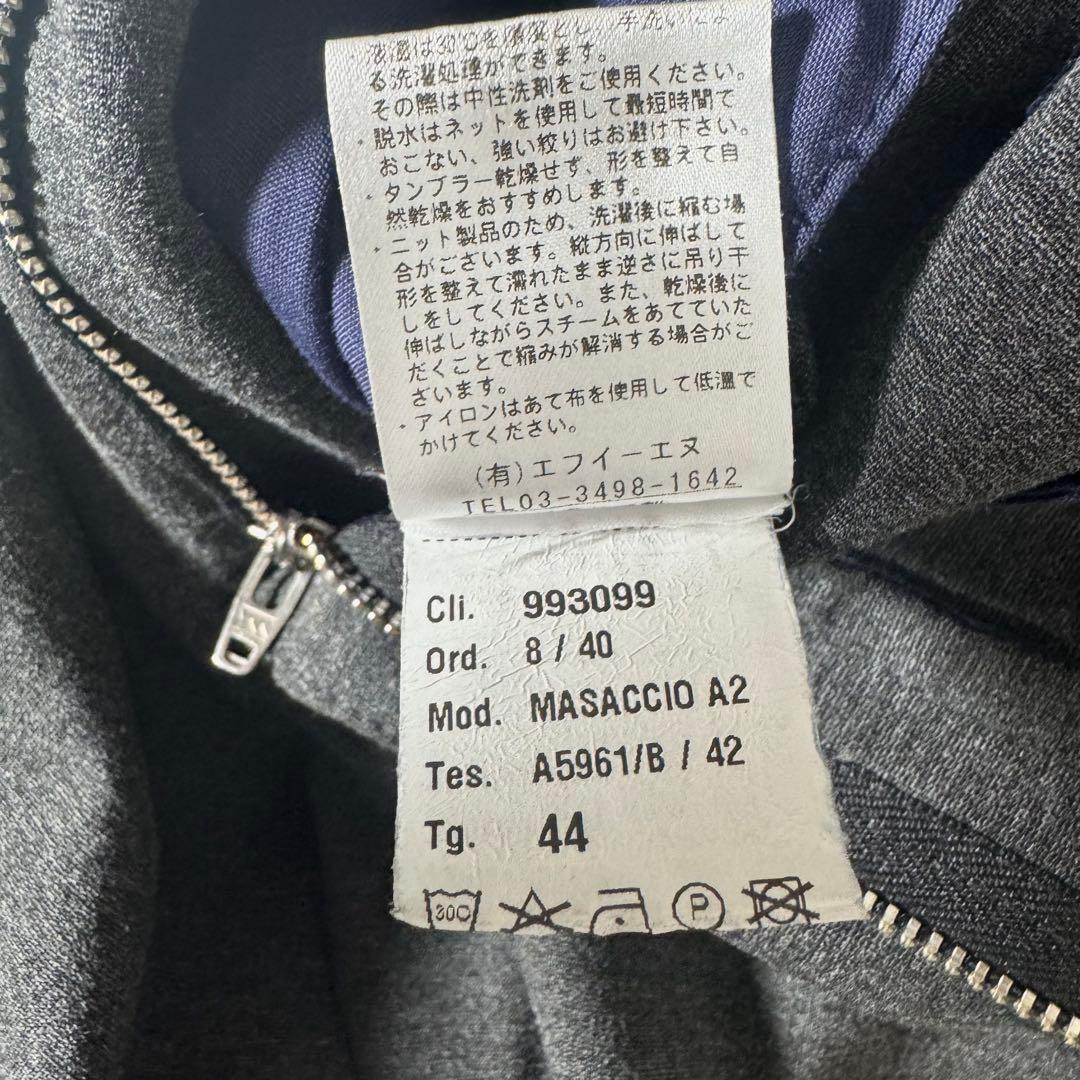 液温は30℃を限度とし 手洗いによ
る洗濯処理ができます。
その際は中性洗剤をご使用ください。
・脱水はネットを使用して最短時間で
おこない、強い絞りはお避け下さい。
・タンブラー乾燥せず、形を整えて自
然乾燥をおすすめします。
・ニット製品のため、洗濯後に縮む場
合がございます。縦方向に伸ばして
形を整えて濡れたまま逆さに吊り干
しをしてください。また、乾燥後に
伸ばしながらスチームをあてていた
だくことで縮みが解消する場合がご
ざいます。
・アイロンはあて布を使用して低温で
かけてください。
(有)エフイーエヌ
TEL03-3498-1642
Cli. 993099
Ord. 8 / 40
Mod. MASACCIO A2
Tes. A5961/B / 42
Tg. 44
30C P